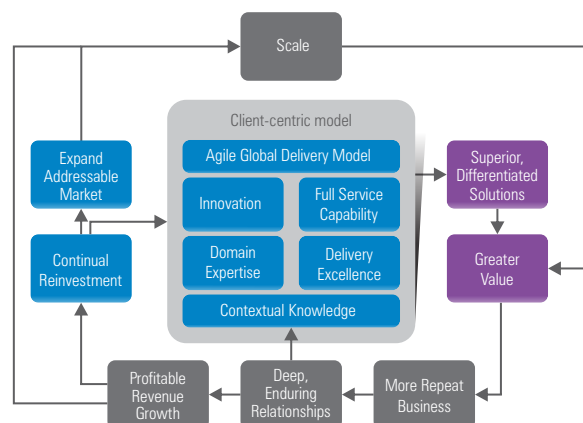 Scale
Client-centric model
Agile Global Delivery Model
Expand
Addressable
Market
Innovation
Full Service
Capability
Superior,
Differentiated
Solutions
Continual
Reinvestment
Domain
Expertise
Delivery
Excellence
Greater
Value
Contextual Knowledge
Profitable
Revenue
Growth
Deep,
Enduring
Relationships
More Repeat
Business